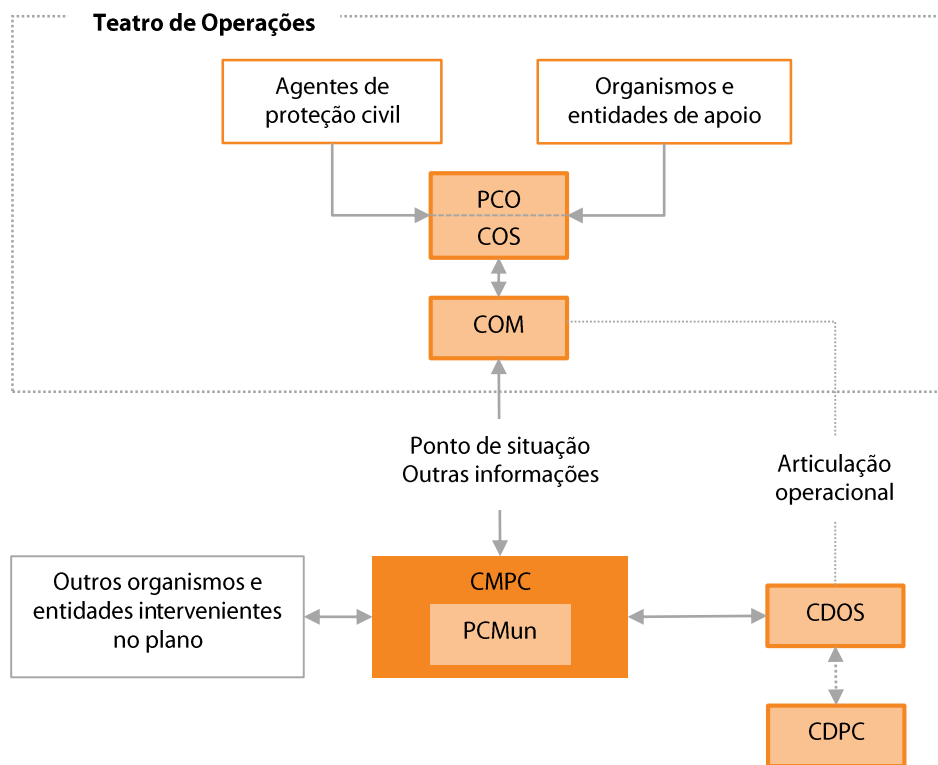 Teatro de Operações
Agentes de
proteção civil
Organismos e
entidades de apoio
PCO
COS
COM
Ponto de situação
Outras informações
Articulação
operacional
Outros organismos e
entidades intervenientes
no plano
CMPC
PCMun
CDOS
CDPC